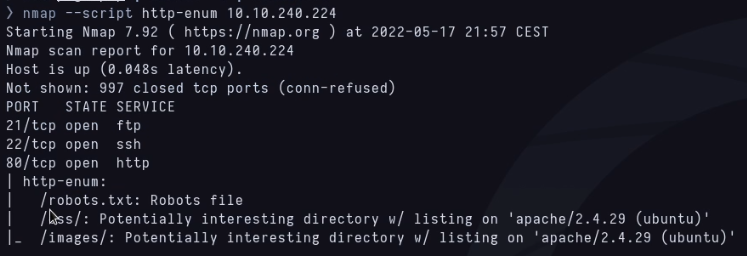 ❯ nmap --script http-enum 10.10.240.224
Starting Nmap 7.92 ( https://nmap.org ) at 2022-05-17 21:57 CEST
Nmap scan report for 10.10.240.224
Host is up (0.048s latency).
Not shown: 997 closed tcp ports (conn-refused)
PORT   STATE SERVICE
21/tcp open  ftp
22/tcp open  ssh
80/tcp open  http
| http-enum:
|   /robots.txt: Robots file
|   /css/: Potentially interesting directory w/ listing on 'apache/2.4.29 (ubuntu)'
|_  /images/: Potentially interesting directory w/ listing on 'apache/2.4.29 (ubuntu)'